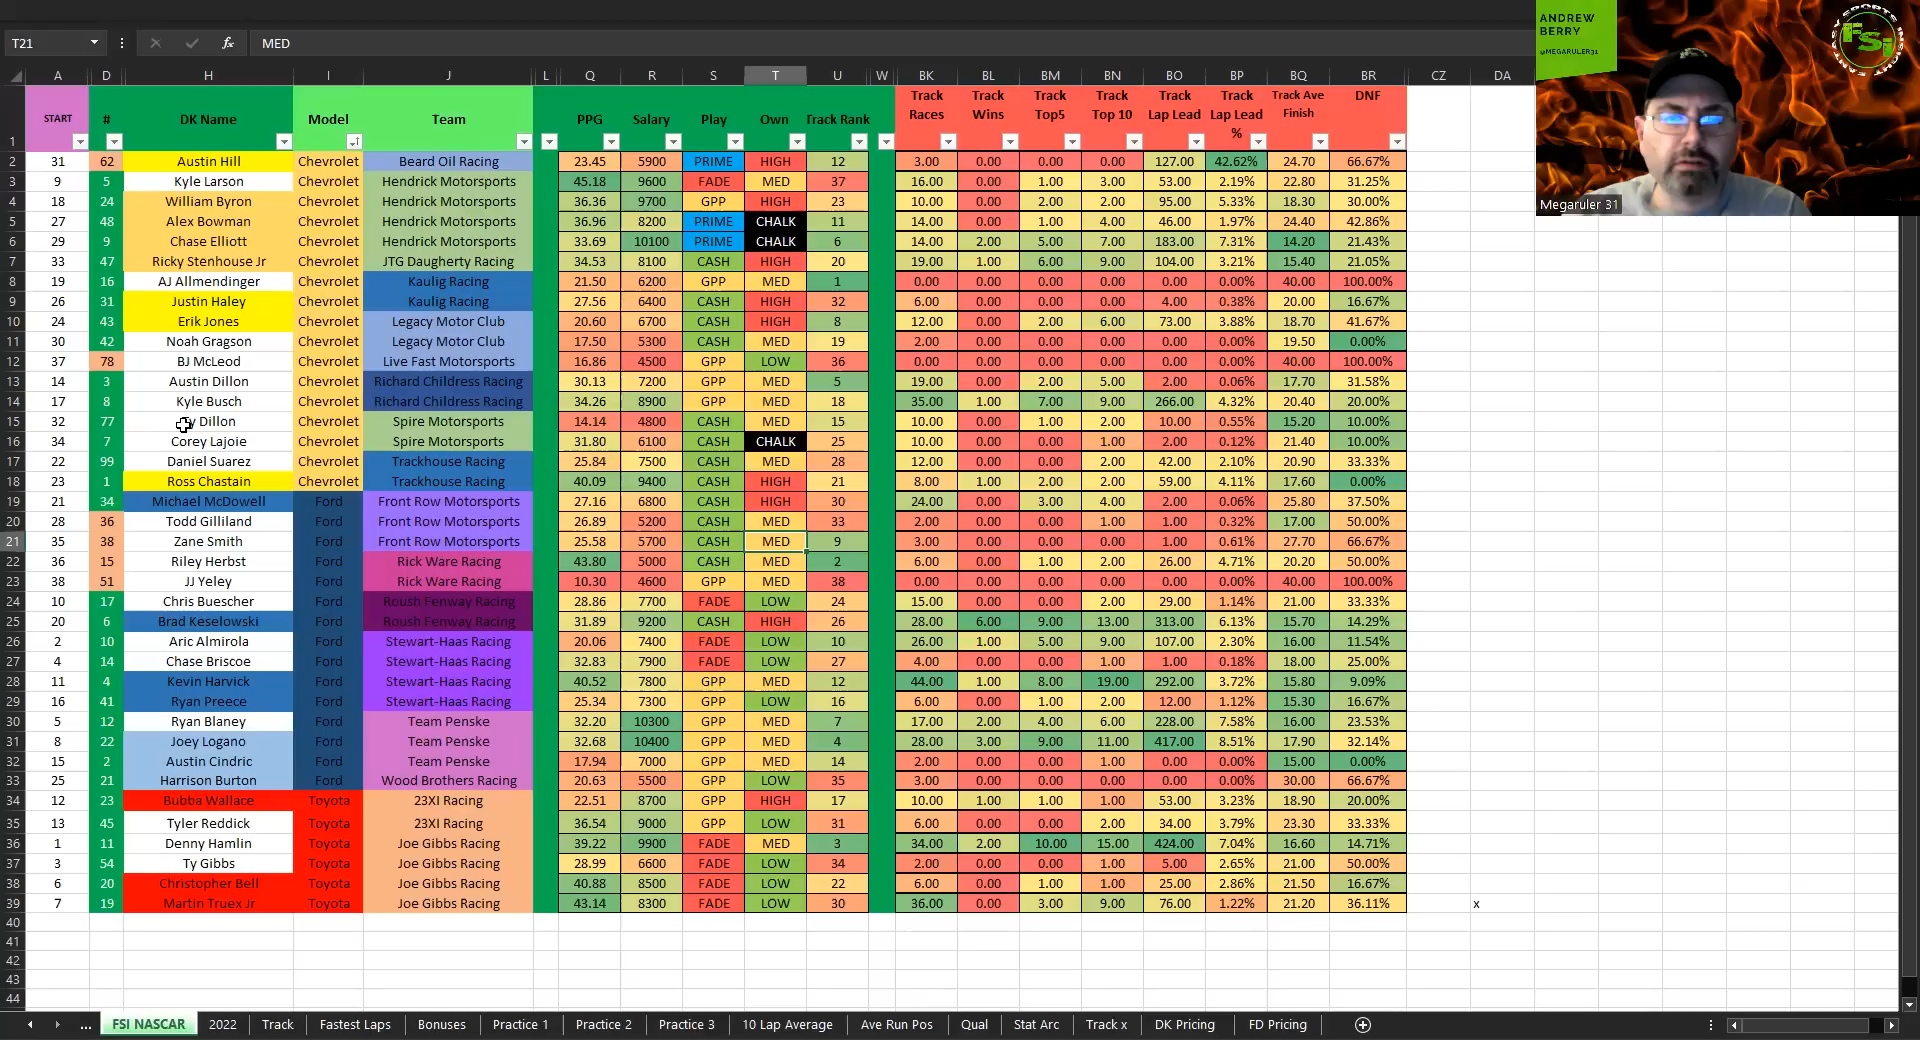 T21 MED
A D H I J L Q R S T U W BK BL BM BN BO BP BQ BR CZ DA
1 START # DK Name Model Team PPG Salary Play Own Track Rank Track Races Track Wins Track Top5 Track Top 10 Track Lap Lead Track Lap Lead % Track Ave Finish DNF
2 31 62 Austin Hill Chevrolet Beard Oil Racing 23.45 5900 PRIME HIGH 12 3.00 0.00 0.00 0.00 127.00 42.62% 24.70 66.67%
3 9 5 Kyle Larson Chevrolet Hendrick Motorsports 45.18 9600 FADE MED 37 16.00 0.00 1.00 3.00 53.00 2.19% 22.80 31.25%
4 18 24 William Byron Chevrolet Hendrick Motorsports 36.36 9700 GPP HIGH 23 10.00 0.00 2.00 2.00 95.00 5.33% 18.30 30.00%
5 27 48 Alex Bowman Chevrolet Hendrick Motorsports 36.96 8200 PRIME CHALK 11 14.00 0.00 1.00 4.00 46.00 1.97% 24.40 42.86%
6 29 9 Chase Elliott Chevrolet Hendrick Motorsports 33.69 10100 PRIME CHALK 6 14.00 2.00 5.00 7.00 183.00 7.31% 14.20 21.43%
7 33 47 Ricky Stenhouse Jr Chevrolet JTG Daugherty Racing 34.53 8100 CASH HIGH 20 19.00 1.00 6.00 9.00 104.00 3.21% 15.40 21.05%
8 19 16 AJ Allmendinger Chevrolet Kaulig Racing 21.50 6200 GPP MED 1 0.00 0.00 0.00 0.00 0.00 0.00% 40.00 100.00%
9 26 31 Justin Haley Chevrolet Kaulig Racing 27.56 6400 CASH HIGH 32 6.00 0.00 0.00 0.00 4.00 0.38% 20.00 16.67%
10 24 43 Erik Jones Chevrolet Legacy Motor Club 20.60 6700 CASH HIGH 8 12.00 0.00 2.00 6.00 73.00 3.88% 18.70 41.67%
11 30 42 Noah Gragson Chevrolet Legacy Motor Club 17.50 5300 CASH MED 19 2.00 0.00 0.00 0.00 0.00 0.00% 19.50 0.00%
12 37 78 BJ McLeod Chevrolet Live Fast Motorsports 16.86 4500 GPP LOW 36 0.00 0.00 0.00 0.00 0.00 0.00% 40.00 100.00%
13 14 3 Austin Dillon Chevrolet Richard Childress Racing 30.13 7200 GPP MED 5 19.00 0.00 2.00 5.00 2.00 0.06% 17.70 31.58%
14 17 8 Kyle Busch Chevrolet Richard Childress Racing 34.26 8900 GPP MED 18 35.00 1.00 7.00 9.00 266.00 4.32% 20.40 20.00%
15 32 77 Dillon Chevrolet Spire Motorsports 14.14 4800 CASH MED 15 10.00 0.00 1.00 2.00 10.00 0.55% 15.20 10.00%
16 34 7 Corey Lajoie Chevrolet Spire Motorsports 31.80 6100 CASH CHALK 25 10.00 0.00 0.00 1.00 2.00 0.12% 21.40 10.00%
17 22 99 Daniel Suarez Chevrolet Trackhouse Racing 25.84 7500 CASH MED 28 12.00 0.00 0.00 2.00 42.00 2.10% 20.90 33.33%
18 23 1 Ross Chastain Chevrolet Trackhouse Racing 40.09 9400 CASH HIGH 21 8.00 1.00 2.00 2.00 59.00 4.11% 17.60 0.00%
19 21 34 Michael McDowell Ford Front Row Motorsports 27.16 6800 CASH HIGH 30 24.00 0.00 3.00 4.00 2.00 0.06% 25.80 37.50%
20 28 36 Todd Gilliland Ford Front Row Motorsports 26.89 5200 CASH MED 33 2.00 0.00 0.00 1.00 1.00 0.32% 17.00 50.00%
21 35 38 Zane Smith Ford Front Row Motorsports 25.58 5700 CASH MED 9 3.00 0.00 0.00 0.00 1.00 0.61% 27.70 66.67%
22 36 15 Riley Herbst Ford Rick Ware Racing 43.80 5000 CASH MED 2 6.00 0.00 1.00 2.00 26.00 4.71% 20.20 50.00%
23 38 51 JJ Yeley Ford Rick Ware Racing 10.30 4600 GPP MED 38 0.00 0.00 0.00 0.00 0.00 0.00% 40.00 100.00%
24 10 17 Chris Buescher Ford Roush Fenway Racing 28.86 7700 FADE LOW 24 15.00 0.00 0.00 2.00 29.00 1.14% 21.00 33.33%
25 20 6 Brad Keselowski Ford Roush Fenway Racing 31.89 9200 CASH HIGH 26 28.00 6.00 9.00 13.00 313.00 6.13% 15.70 14.29%
26 2 10 Aric Almirola Ford Stewart-Haas Racing 20.06 7400 FADE LOW 10 26.00 1.00 5.00 9.00 107.00 2.30% 16.00 11.54%
27 4 14 Chase Briscoe Ford Stewart-Haas Racing 32.83 7900 FADE LOW 27 4.00 0.00 0.00 1.00 1.00 0.18% 18.00 25.00%
28 11 4 Kevin Harvick Ford Stewart-Haas Racing 40.52 7800 GPP MED 12 44.00 1.00 8.00 19.00 292.00 3.72% 15.80 9.09%
29 16 41 Ryan Preece Ford Stewart-Haas Racing 25.34 7300 GPP LOW 16 6.00 0.00 0.00 1.00 12.00 1.12% 15.30 16.67%
30 5 12 Ryan Blaney Ford Team Penske 32.20 10300 GPP MED 7 17.00 2.00 4.00 6.00 228.00 7.58% 16.00 23.53%
31 8 22 Joey Logano Ford Team Penske 32.68 10400 GPP MED 4 28.00 3.00 9.00 11.00 417.00 8.51% 17.90 32.14%
32 15 2 Austin Cindric Ford Team Penske 17.94 7000 GPP MED 14 2.00 0.00 0.00 0.00 0.00 0.00% 15.00 0.00%
33 25 21 Harrison Burton Ford Wood Brothers Racing 20.63 5500 GPP LOW 35 3.00 0.00 0.00 0.00 0.00 0.00% 30.00 66.67%
34 12 23 Bubba Wallace Toyota 23XI Racing 22.51 8700 GPP HIGH 17 10.00 1.00 1.00 1.00 53.00 3.23% 18.90 20.00%
35 13 45 Tyler Reddick Toyota 23XI Racing 36.54 9000 GPP LOW 31 6.00 0.00 0.00 2.00 34.00 3.79% 23.30 33.33%
36 1 11 Denny Hamlin Toyota Joe Gibbs Racing 39.22 9900 FADE MED 3 34.00 2.00 10.00 15.00 424.00 7.04% 16.60 14.71%
37 3 54 Ty Gibbs Toyota Joe Gibbs Racing 28.99 6600 FADE LOW 34 2.00 0.00 0.00 1.00 5.00 2.65% 21.00 50.00%
38 6 20 Christopher Bell Toyota Joe Gibbs Racing 40.88 8500 FADE LOW 22 6.00 0.00 1.00 1.00 25.00 2.86% 21.50 16.67%
39 7 19 Martin Truex Jr Toyota Joe Gibbs Racing 43.14 8300 FADE LOW 30 36.00 0.00 3.00 9.00 76.00 1.22% 21.20 36.11% x
40
41
42
43
44
FSI NASCAR 2022 Track Fastest Laps Bonuses Practice 1 Practice 2 Practice 3 10 Lap Average Ave Run Pos Qual Stat Arc Track x DK Pricing FD Pricing
ANDREW
BERRY
@MEGARULER31
Megaruler 31
FANTASY SPORTS INSIGHT
FSi